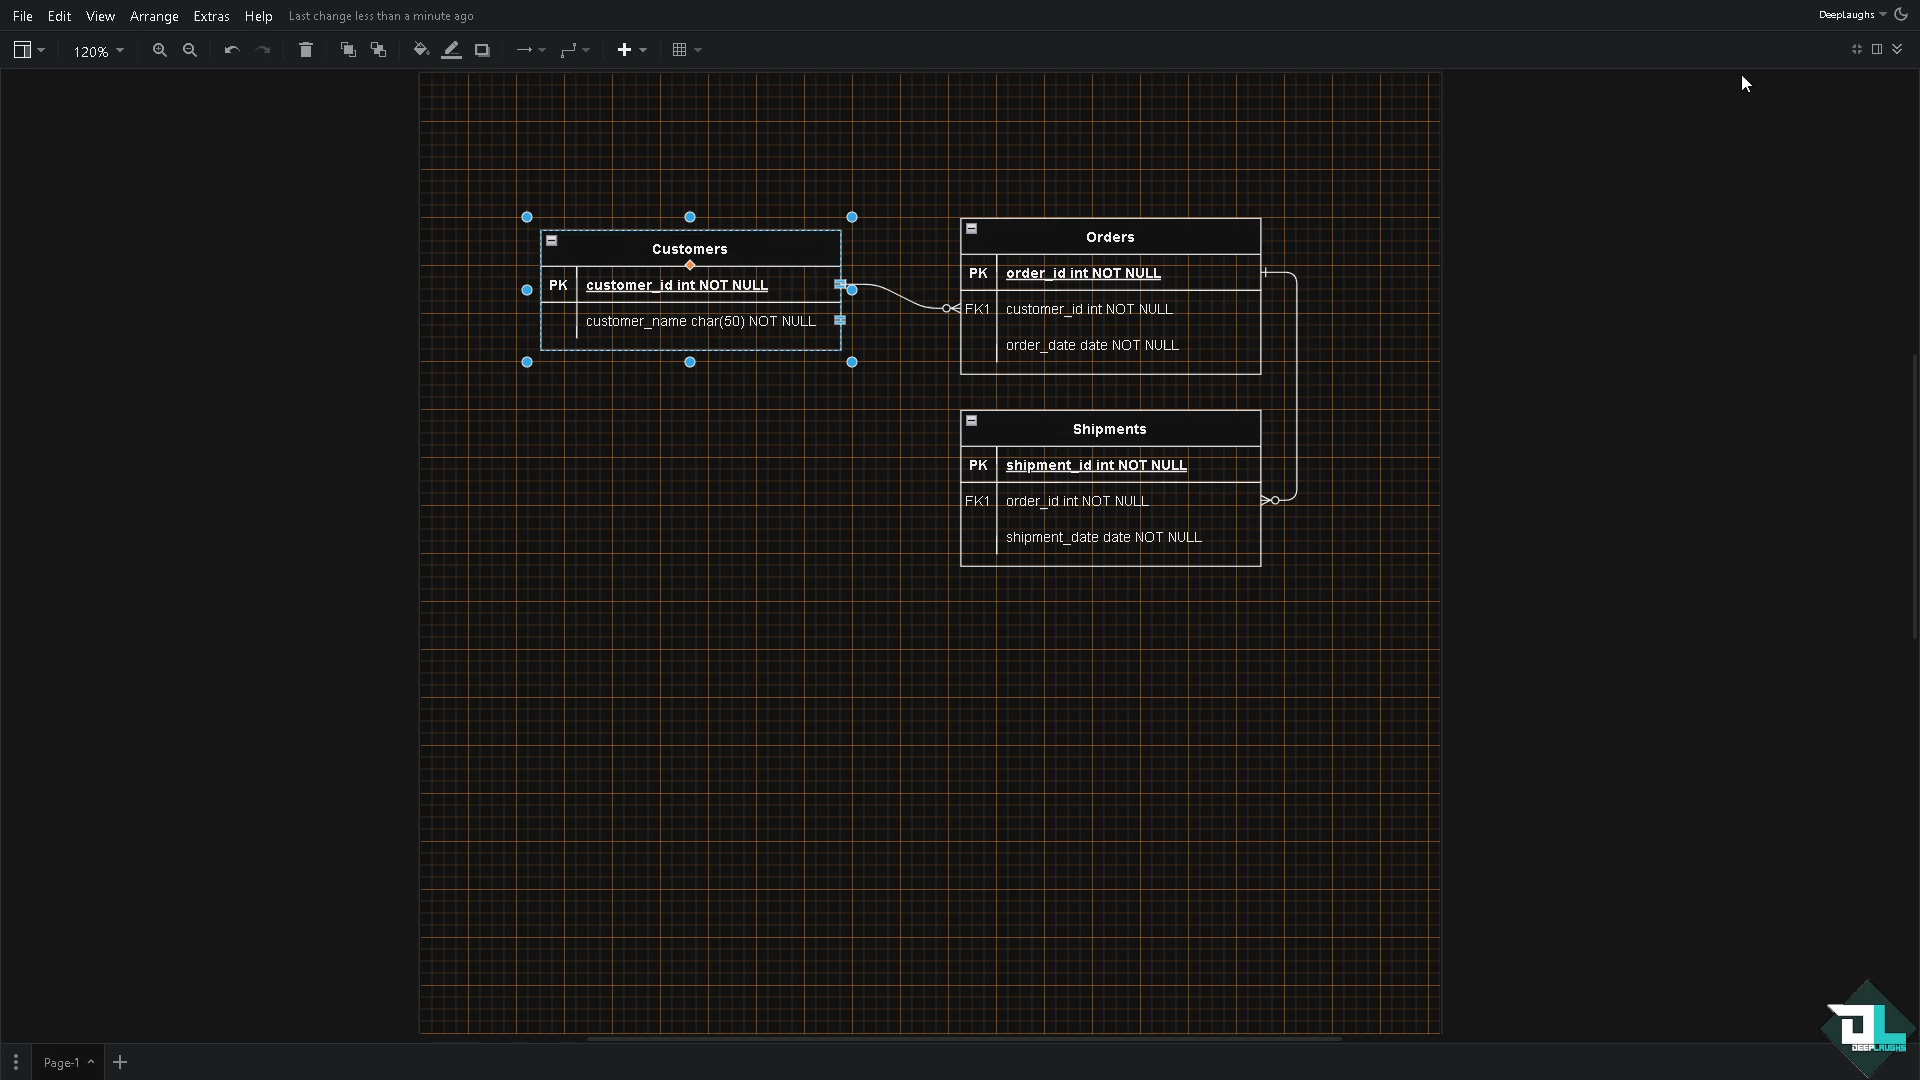 File Edit View Arrange Extras Help Last change less than a minute ago
DeepLaughs
120%
Customers
PK customer_id int NOT NULL
customer_name char(50) NOT NULL
Orders
PK order_id int NOT NULL
FK1 customer_id int NOT NULL
order_date date NOT NULL
Shipments
PK shipment_id int NOT NULL
FK1 order_id int NOT NULL
shipment_date date NOT NULL
Page-1
DL
DEEPLAUGHS